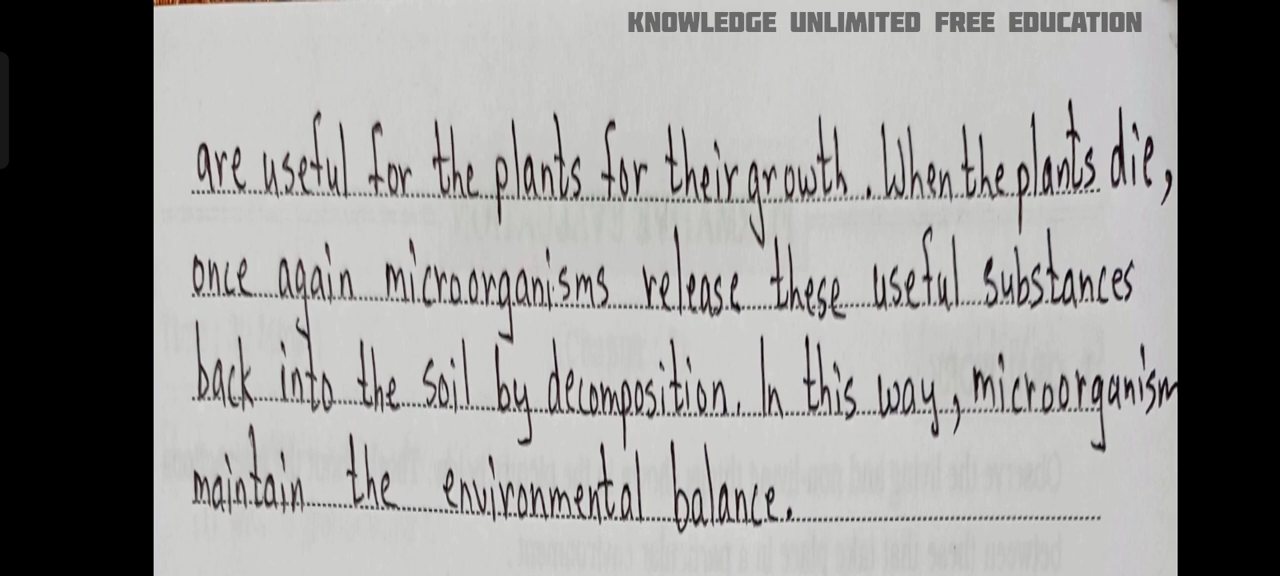 KNOWLEDGE UNLIMITED FREE EDUCATION
are useful for the plants for their growth. When the plants die,
once again microorganisms release these useful substances
back into the soil by decomposition. In this way, microorganism
maintain the environmental balance.